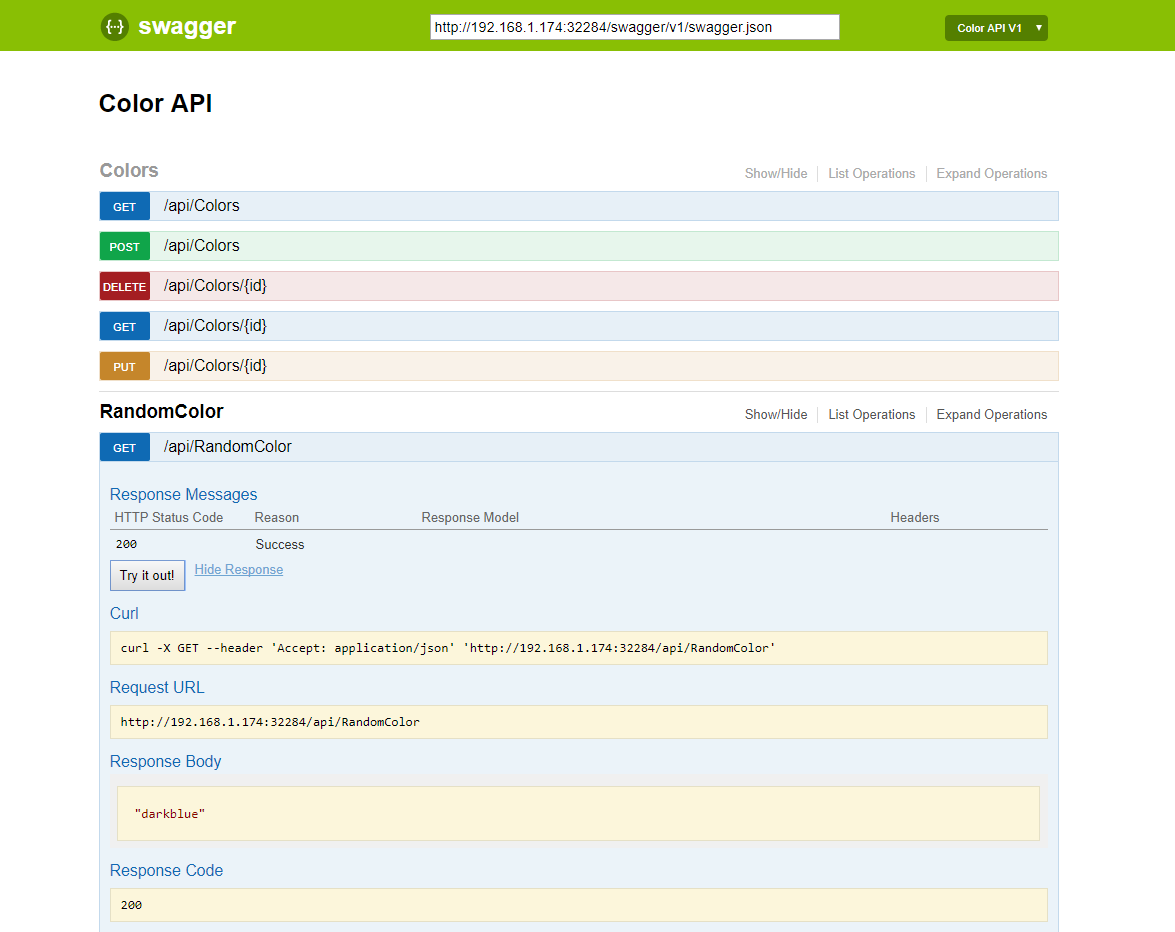 {···} swagger
http://192.168.1.174:32284/swagger/v1/swagger.json
Color API V1
Color API
Colors
Show/Hide
List Operations
Expand Operations
GET /api/Colors
POST /api/Colors
DELETE /api/Colors/{id}
GET /api/Colors/{id}
PUT /api/Colors/{id}
RandomColor
Show/Hide
List Operations
Expand Operations
GET /api/RandomColor
Response Messages
HTTP Status Code Reason Response Model Headers
200 Success
Try it out! Hide Response
Curl
curl -X GET --header 'Accept: application/json' 'http://192.168.1.174:32284/api/RandomColor'
Request URL
http://192.168.1.174:32284/api/RandomColor
Response Body
"darkblue"
Response Code
200